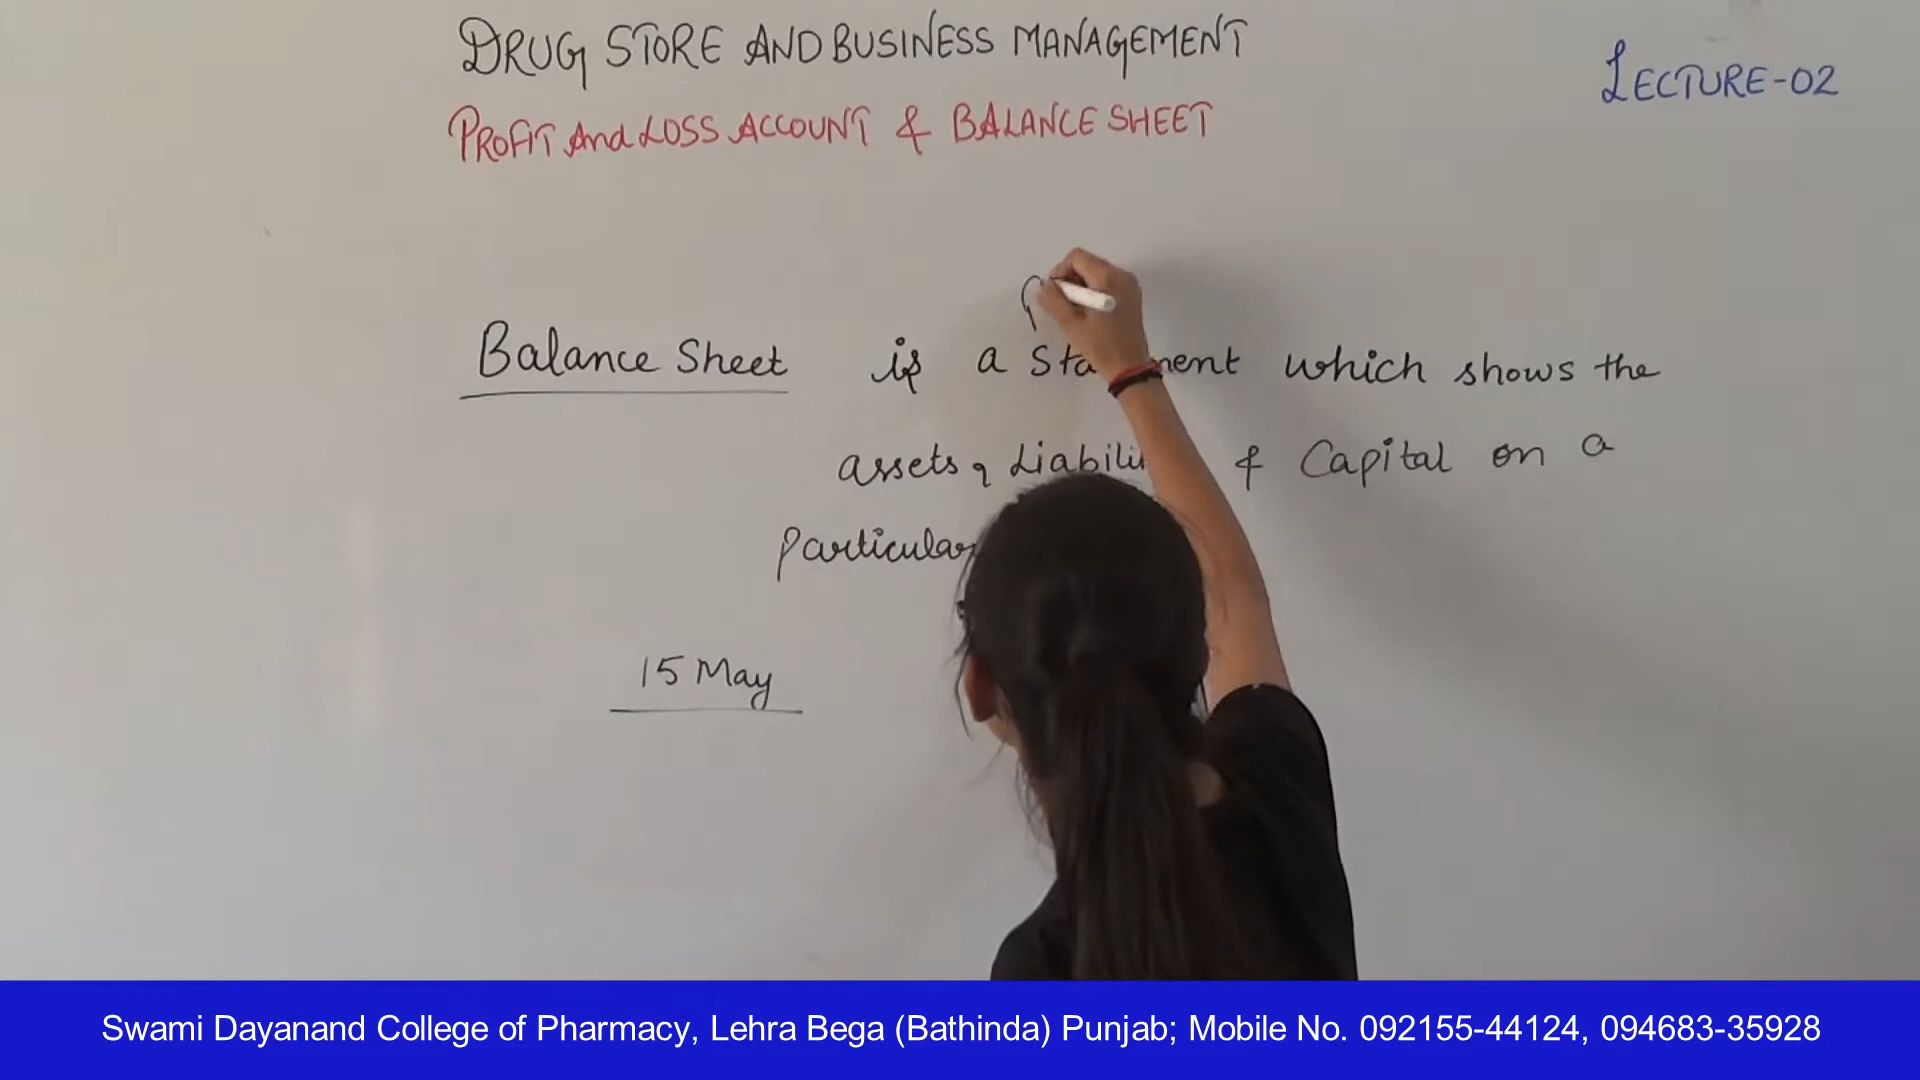 DRUG STORE AND BUSINESS MANAGEMENT
LECTURE-02
PROFIT And LOSS ACCOUNT & BALANCE SHEET
Balance Sheet is a which shows the
assets, & Capital on a
particular
15 May
Swami Dayanand College of Pharmacy, Lehra Bega (Bathinda) Punjab; Mobile No. 092155-44124, 094683-35928